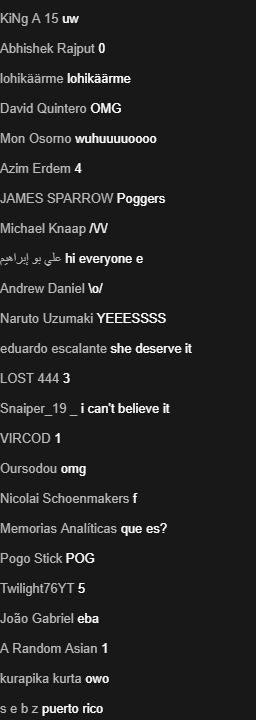 KiNg A 15 uw
Abhishek Rajput 0
lohikäärme lohikäärme
David Quintero OMG
Mon Osorno wuhuuuuoooo
Azim Erdem 4
JAMES SPARROW Poggers
Michael Knaap /\/\/
علي بو إبراهيم hi everyone e
Andrew Daniel \o/
Naruto Uzumaki YEEESSSS
eduardo escalante she deserve it
LOST 444 3
Snaiper_19 _ i can't believe it
VIRCOD 1
Oursodou omg
Nicolai Schoenmakers f
Memorias Analíticas que es?
Pogo Stick POG
Twilight76YT 5
João Gabriel eba
A Random Asian 1
kurapika kurta owo
s e b z puerto rico